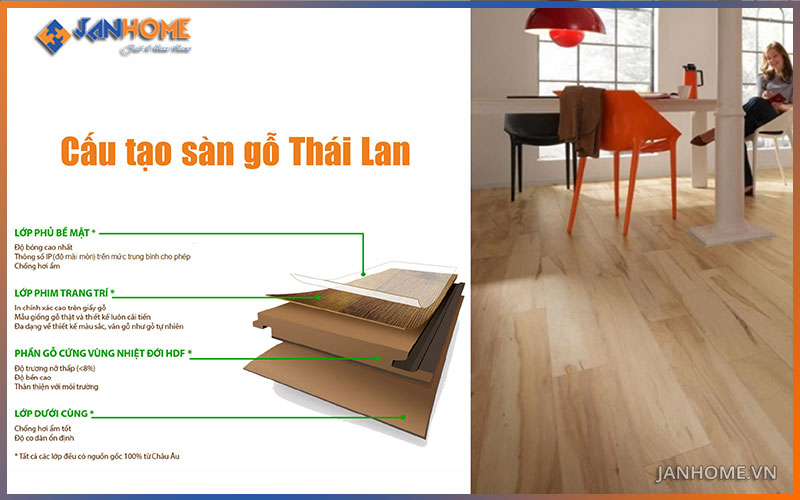 JANHOME
Cấu tạo sàn gỗ Thái Lan
LỚP PHỦ BỀ MẶT *
Độ bóng cao nhất
Thông số IP (độ mài mòn) trên mức trung bình cho phép
Chống hơi ẩm
LỚP PHIM TRANG TRÍ *
In chính xác cao trên giấy gỗ
Mẫu giống gỗ thật và thiết kế luôn cải tiến
Đa dạng về thiết kế màu sắc, vân gỗ như gỗ tự nhiên
PHẦN GỖ CỨNG VÙNG NHIỆT ĐỚI HDF *
Độ trương nở thấp (<8%)
Độ bền cao
Thân thiện với môi trường
LỚP DƯỚI CÙNG *
Chống hơi ẩm tốt
Độ co dãn ổn định
* Tất cả các lớp đều có nguồn gốc 100% từ Châu Âu
JANHOME.VN